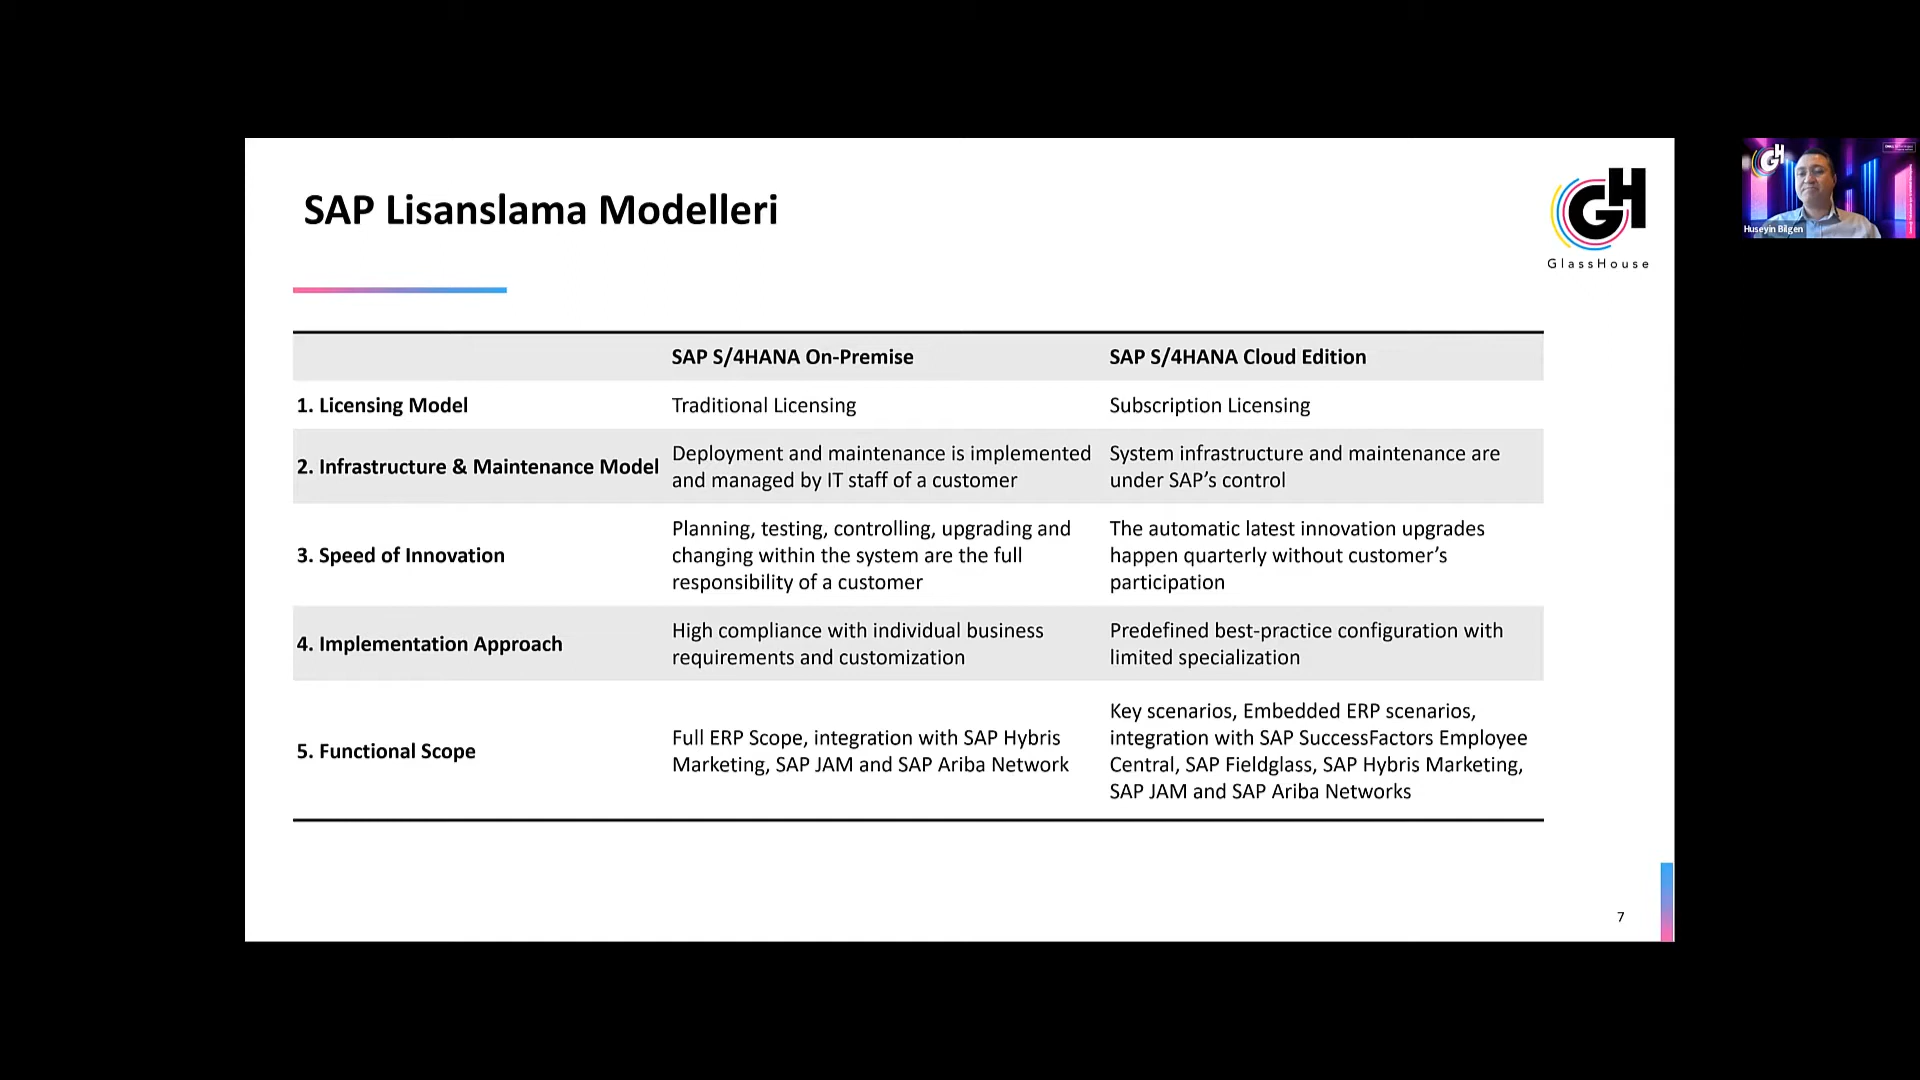 SAP Lisanslama Modelleri
GH
GlassHouse
GH
Huseyin Bilgen
SAP S/4HANA On-Premise
SAP S/4HANA Cloud Edition
1. Licensing Model
Traditional Licensing
Subscription Licensing
2. Infrastructure & Maintenance Model
Deployment and maintenance is implemented
and managed by IT staff of a customer
System infrastructure and maintenance are
under SAP’s control
3. Speed of Innovation
Planning, testing, controlling, upgrading and
changing within the system are the full
responsibility of a customer
The automatic latest innovation upgrades
happen quarterly without customer’s
participation
4. Implementation Approach
High compliance with individual business
requirements and customization
Predefined best-practice configuration with
limited specialization
5. Functional Scope
Full ERP Scope, integration with SAP Hybris
Marketing, SAP JAM and SAP Ariba Network
Key scenarios, Embedded ERP scenarios,
integration with SAP SuccessFactors Employee
Central, SAP Fieldglass, SAP Hybris Marketing,
SAP JAM and SAP Ariba Networks
7